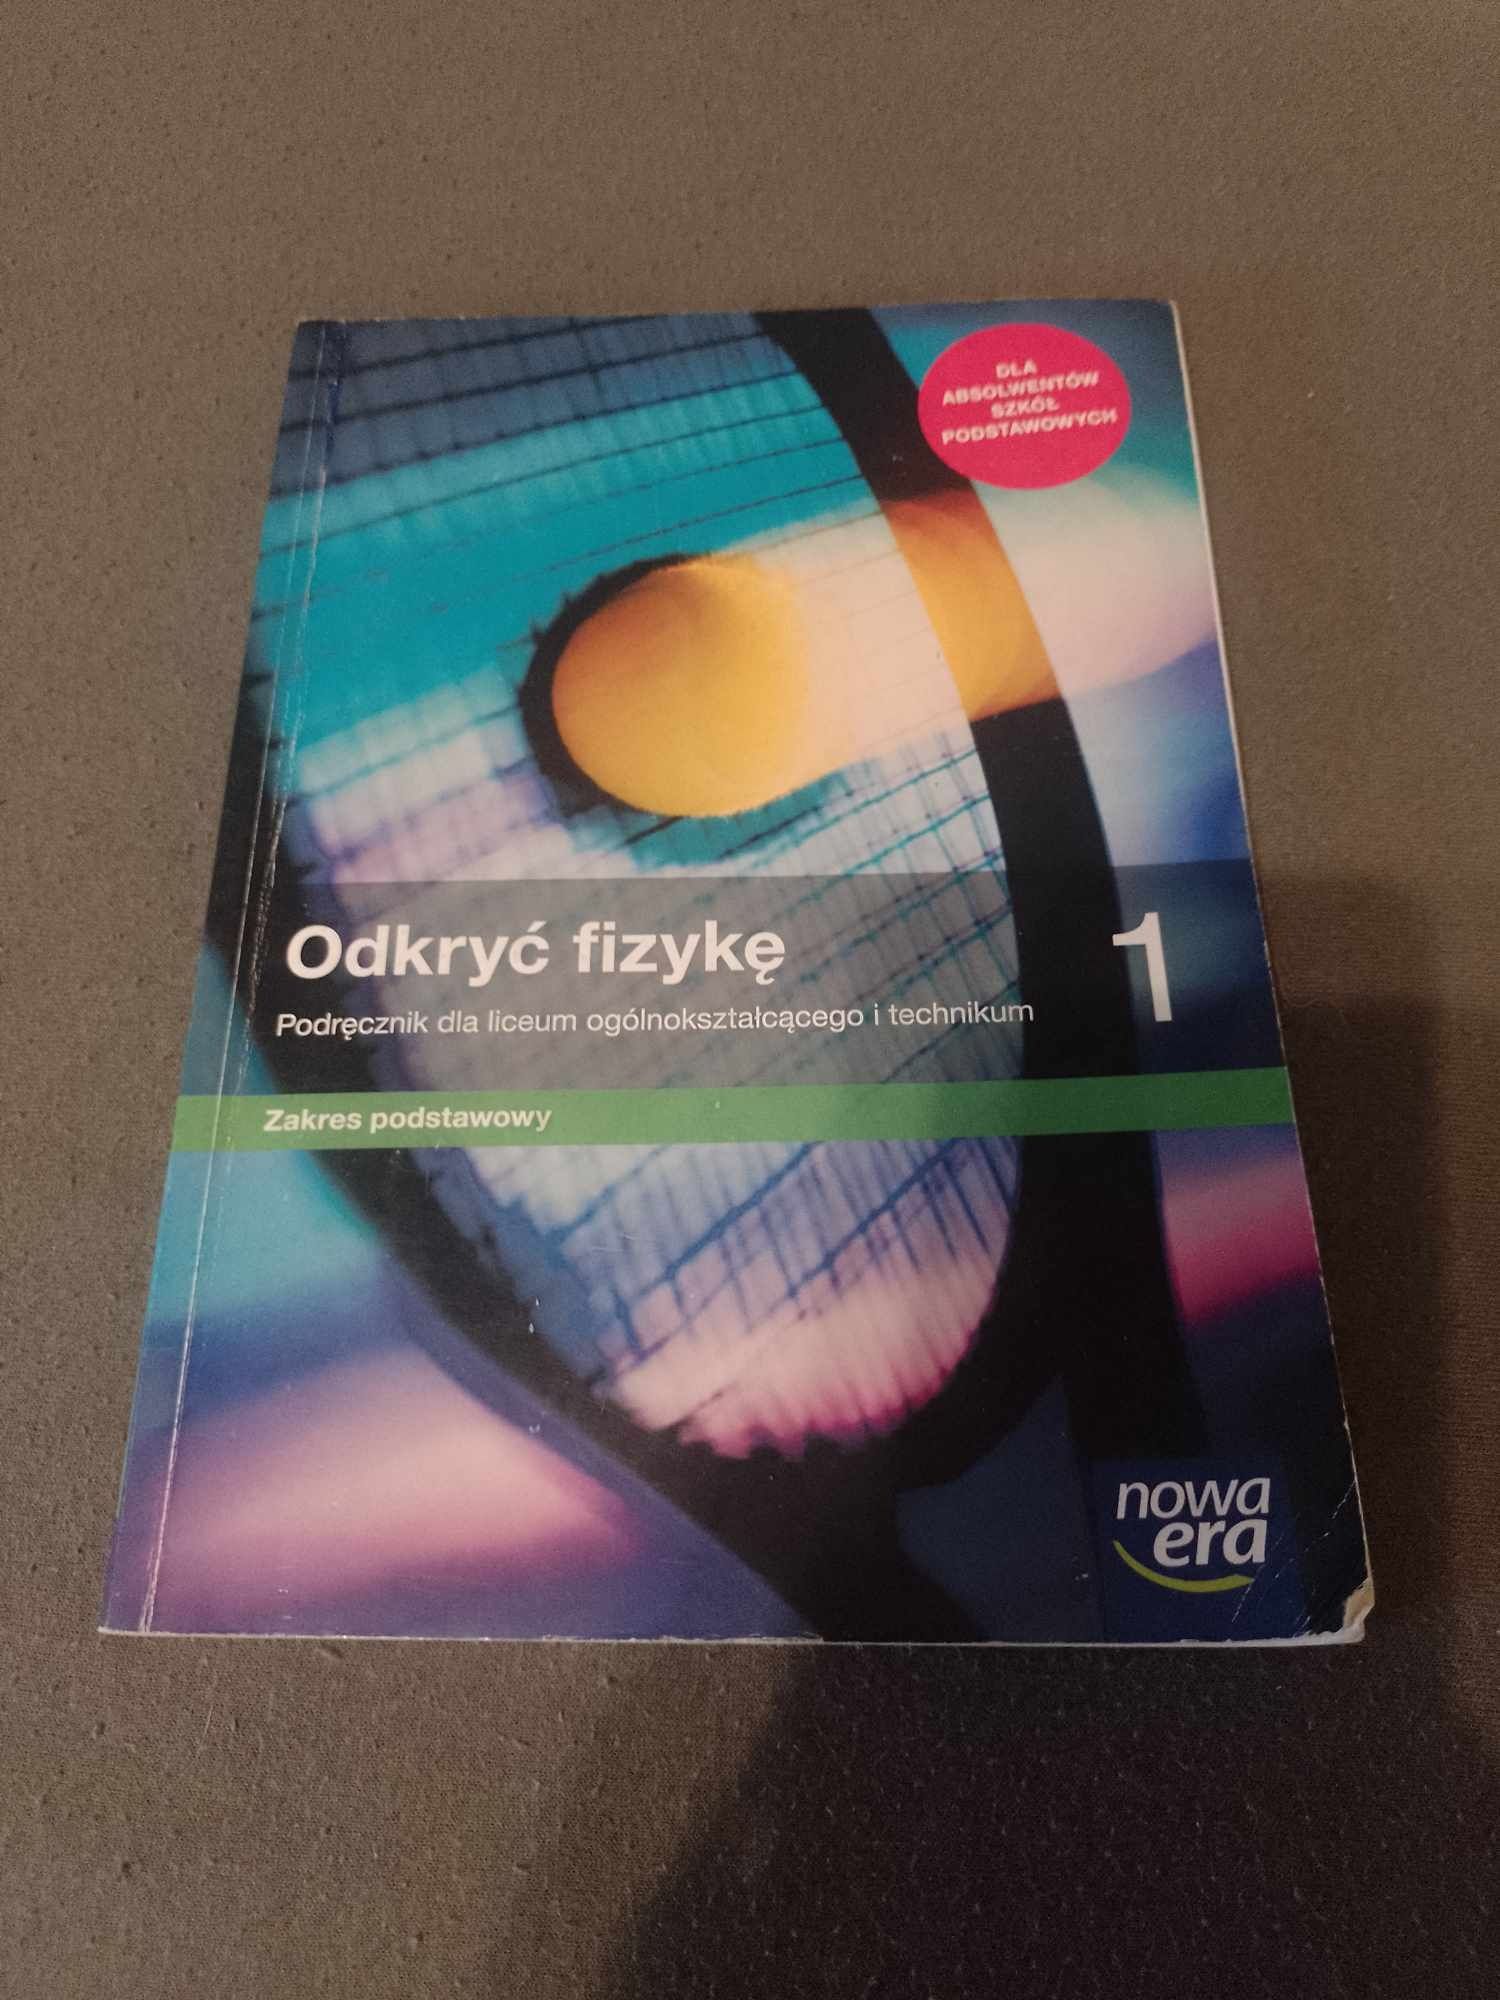 DLA
ABSOLWENTÓW
SZKÓŁ
PODSTAWOWYCH
Odkryć fizykę 1
Podręcznik dla liceum ogólnokształcącego i technikum
Zakres podstawowy
nowa
era